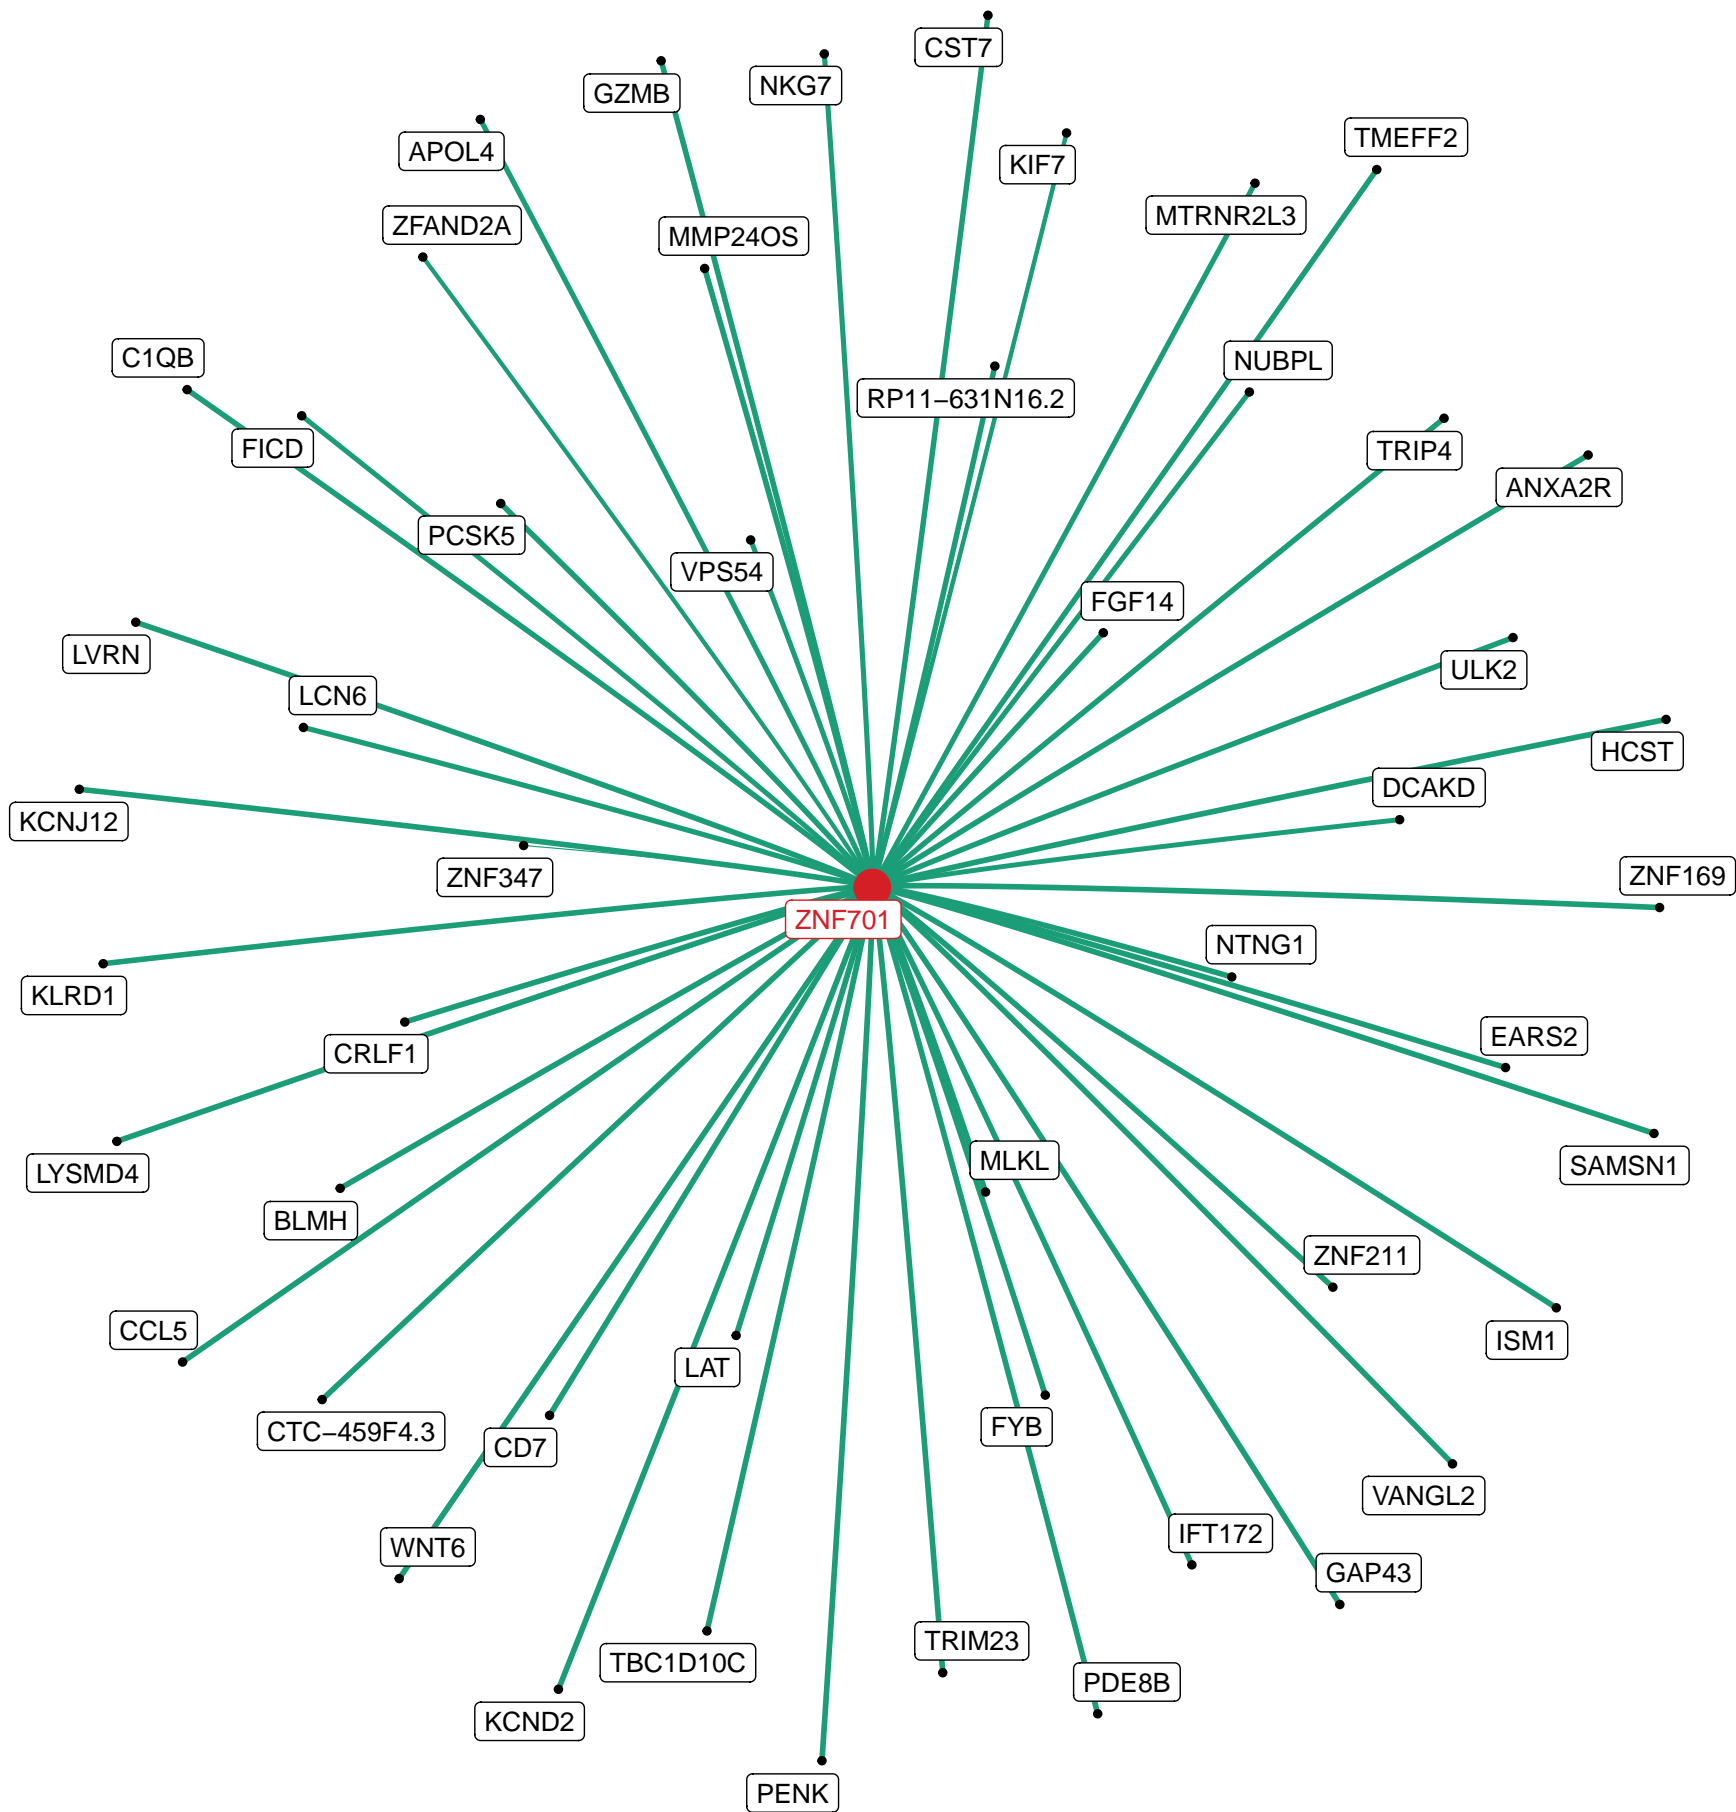 CST7
NKG7
GZMB
TMEFF2
APOL4
KIF7
MTRNR2L3
ZFAND2A
MMP24OS
C1QB
NUBPL
RP11−631N16.2
FICD
TRIP4
ANXA2R
PCSK5
VPS54
FGF14
LVRN
ULK2
LCN6
HCST
DCAKD
KCNJ12
ZNF347
ZNF169
ZNF701
NTNG1
KLRD1
EARS2
CRLF1
MLKL
SAMSN1
LYSMD4
BLMH
ZNF211
CCL5
ISM1
LAT
FYB
CTC−459F4.3
CD7
VANGL2
IFT172
WNT6
GAP43
TRIM23
TBC1D10C
PDE8B
KCND2
PENK